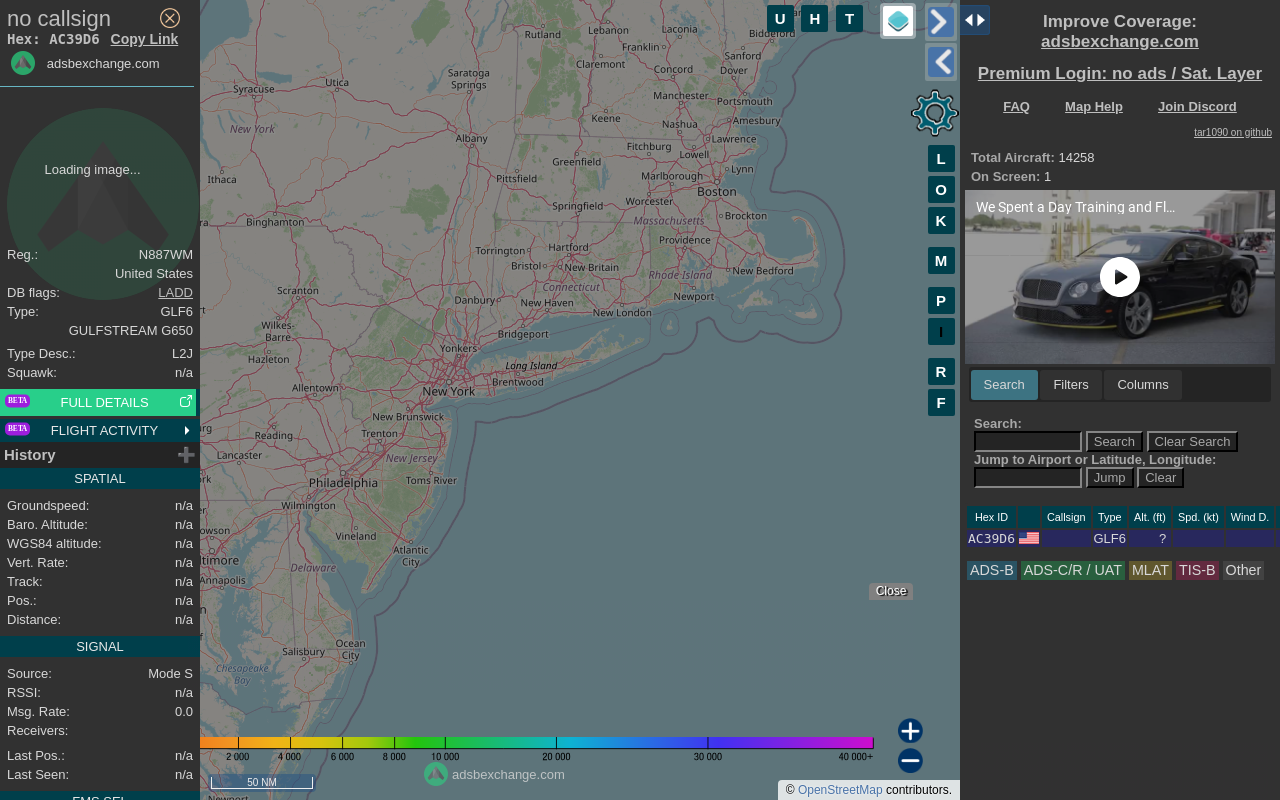 no callsign
Hex: AC39D6 Copy Link
adsbexchange.com
Loading image...
Reg.: N887WM
United States
DB flags: LADD
Type: GLF6
GULFSTREAM G650
Type Desc.: L2J
Squawk: n/a
BETA FULL DETAILS
BETA FLIGHT ACTIVITY
History
SPATIAL
Groundspeed: n/a
Baro. Altitude: n/a
WGS84 altitude: n/a
Vert. Rate: n/a
Track: n/a
Pos.: n/a
Distance: n/a
SIGNAL
Source: Mode S
RSSI: n/a
Msg. Rate: 0.0
Receivers:
Last Pos.: n/a
Last Seen: n/a
FMS SEL
U H T
L
O
K
M
P
I
R
F
Rutland
Lebanon
Laconia
Biddeford
Franklin
Sanford
Claremont
Concord
Dover
Saratoga
Springs
Utica
Syracuse
Manchester
Portsmouth
Keene
Nashua
Amesbury
New York
Albany
Lawrence
Fitchburg
Lowell
Greenfield
Lynn
Ithaca
Pittsfield
Marlborough
Boston
Worcester
Springfield
Binghamton
Massachusetts
Brockton
Hartford
Providence
Torrington
Bristol
New Britain
New Bedford
Rhode Island
Connecticut
Scranton
Danbury
New Haven
Newport
New London
Wilkes-
Barre
Bridgeport
Yonkers
Hazleton
Long Island
Allentown
New York
Brentwood
New Brunswick
Reading
Trenton
Lancaster
New Jersey
Philadelphia
Toms River
Wilmington
Vineland
Atlantic
City
Delaware
Annapolis
Ocean
City
Salisbury
Chesapeake
Bay
Newport
Close
2 000 4 000 6 000 8 000 10 000 20 000 30 000 40 000+
50 NM
adsbexchange.com
© OpenStreetMap contributors.
Improve Coverage:
adsbexchange.com
Premium Login: no ads / Sat. Layer
FAQ Map Help Join Discord
tar1090 on github
Total Aircraft: 14258
On Screen: 1
We Spent a Day Training and Fl...
Search Filters Columns
Search:
Search Clear Search
Jump to Airport or Latitude, Longitude:
Jump Clear
Hex ID Callsign Type Alt. (ft) Spd. (kt) Wind D.
AC39D6 GLF6 ?
ADS-B ADS-C/R / UAT MLAT TIS-B Other